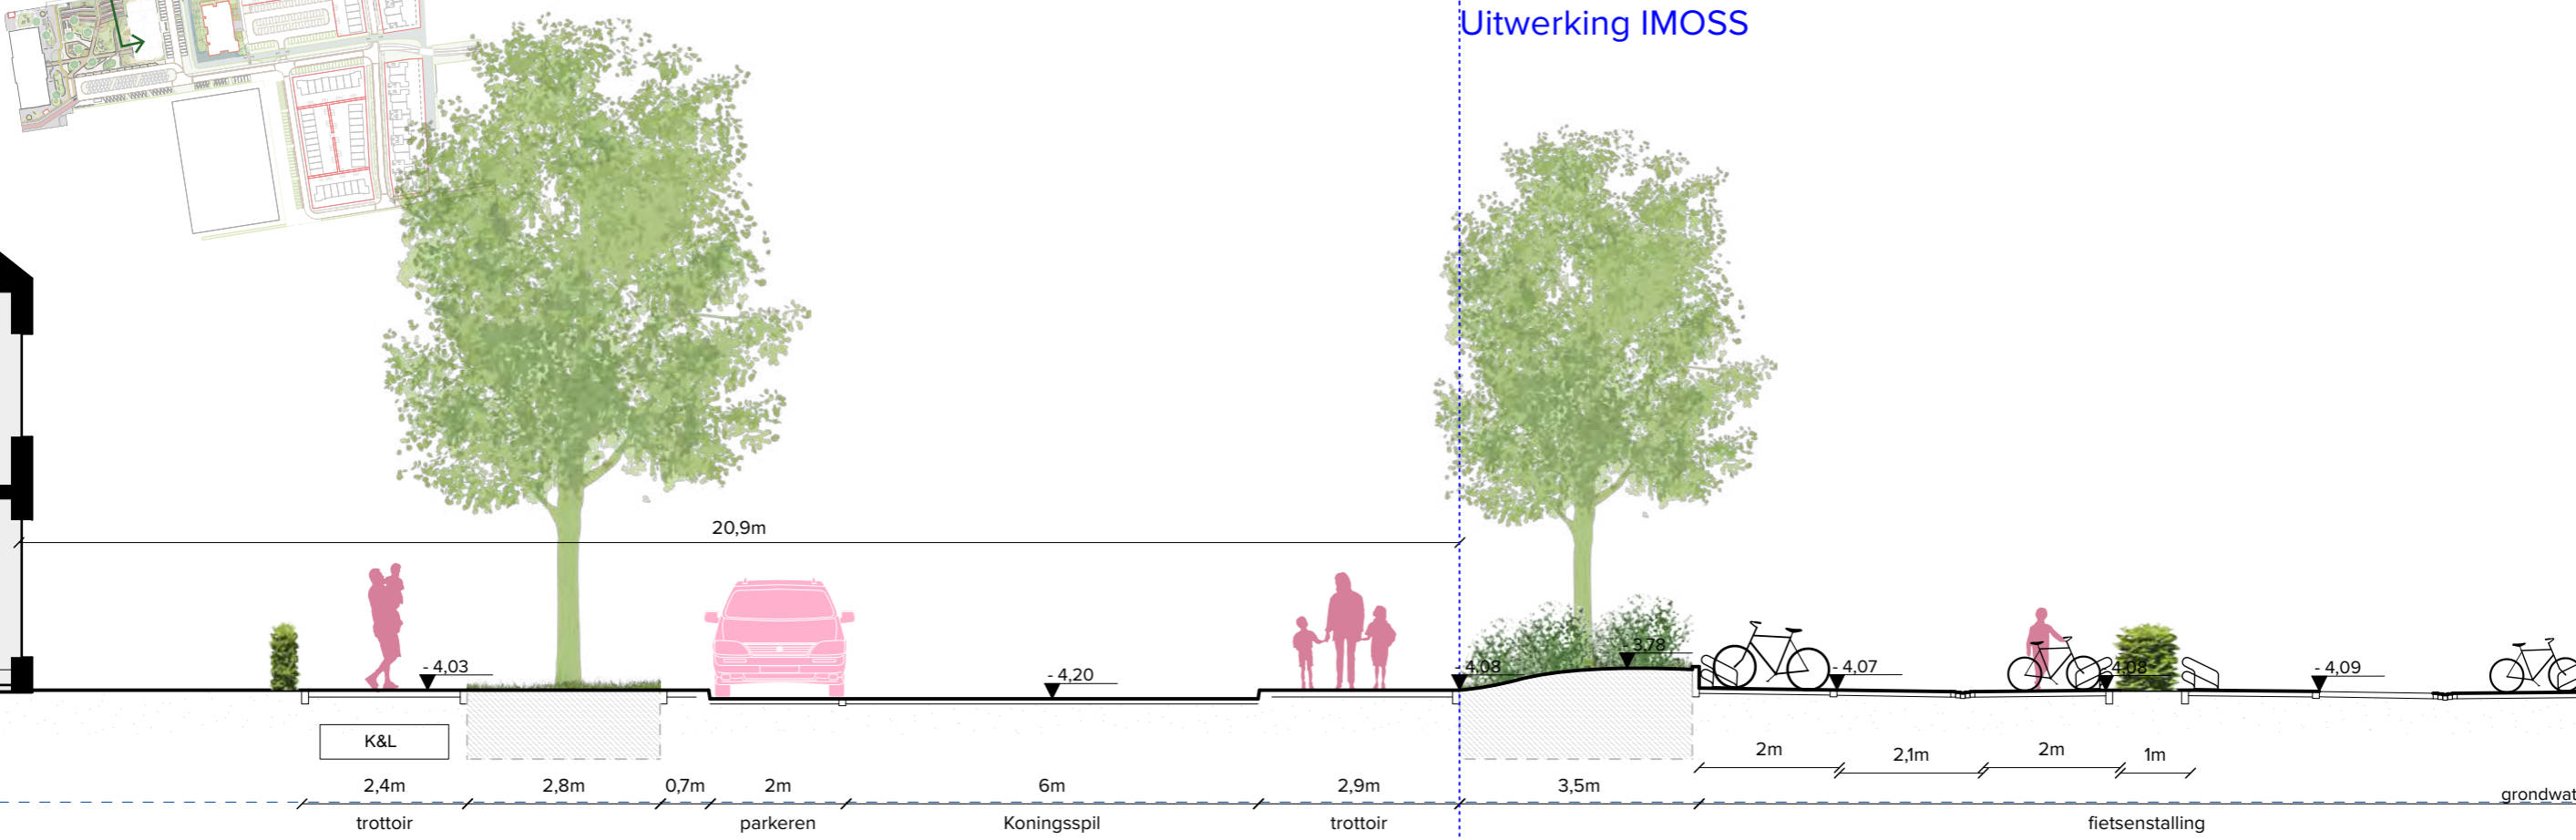 Uitwerking IMOSS
20,9m
- 4,03
- 4,20
- 4,08
- 3,78
- 4,07
- 4,08
- 4,09
K&L
2m
2,1m
2m
1m
2,4m
2,8m
0,7m
2m
6m
2,9m
3,5m
grondwat
trottoir
parkeren
Koningsspil
trottoir
fietsenstalling